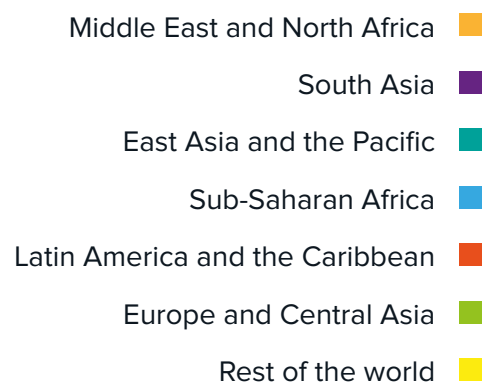 Middle East and North Africa
South Asia
East Asia and the Pacific
Sub-Saharan Africa
Latin America and the Caribbean
Europe and Central Asia
Rest of the world